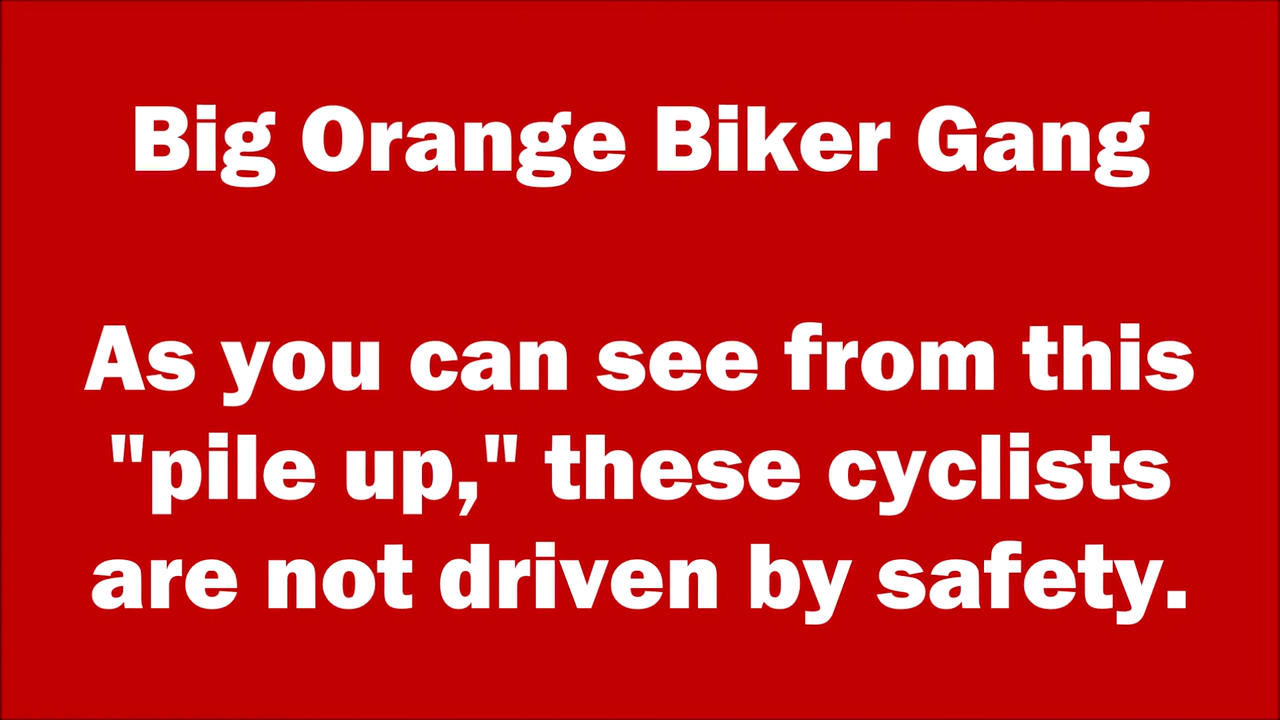 Big Orange Biker Gang
As you can see from this
"pile up," these cyclists
are not driven by safety.